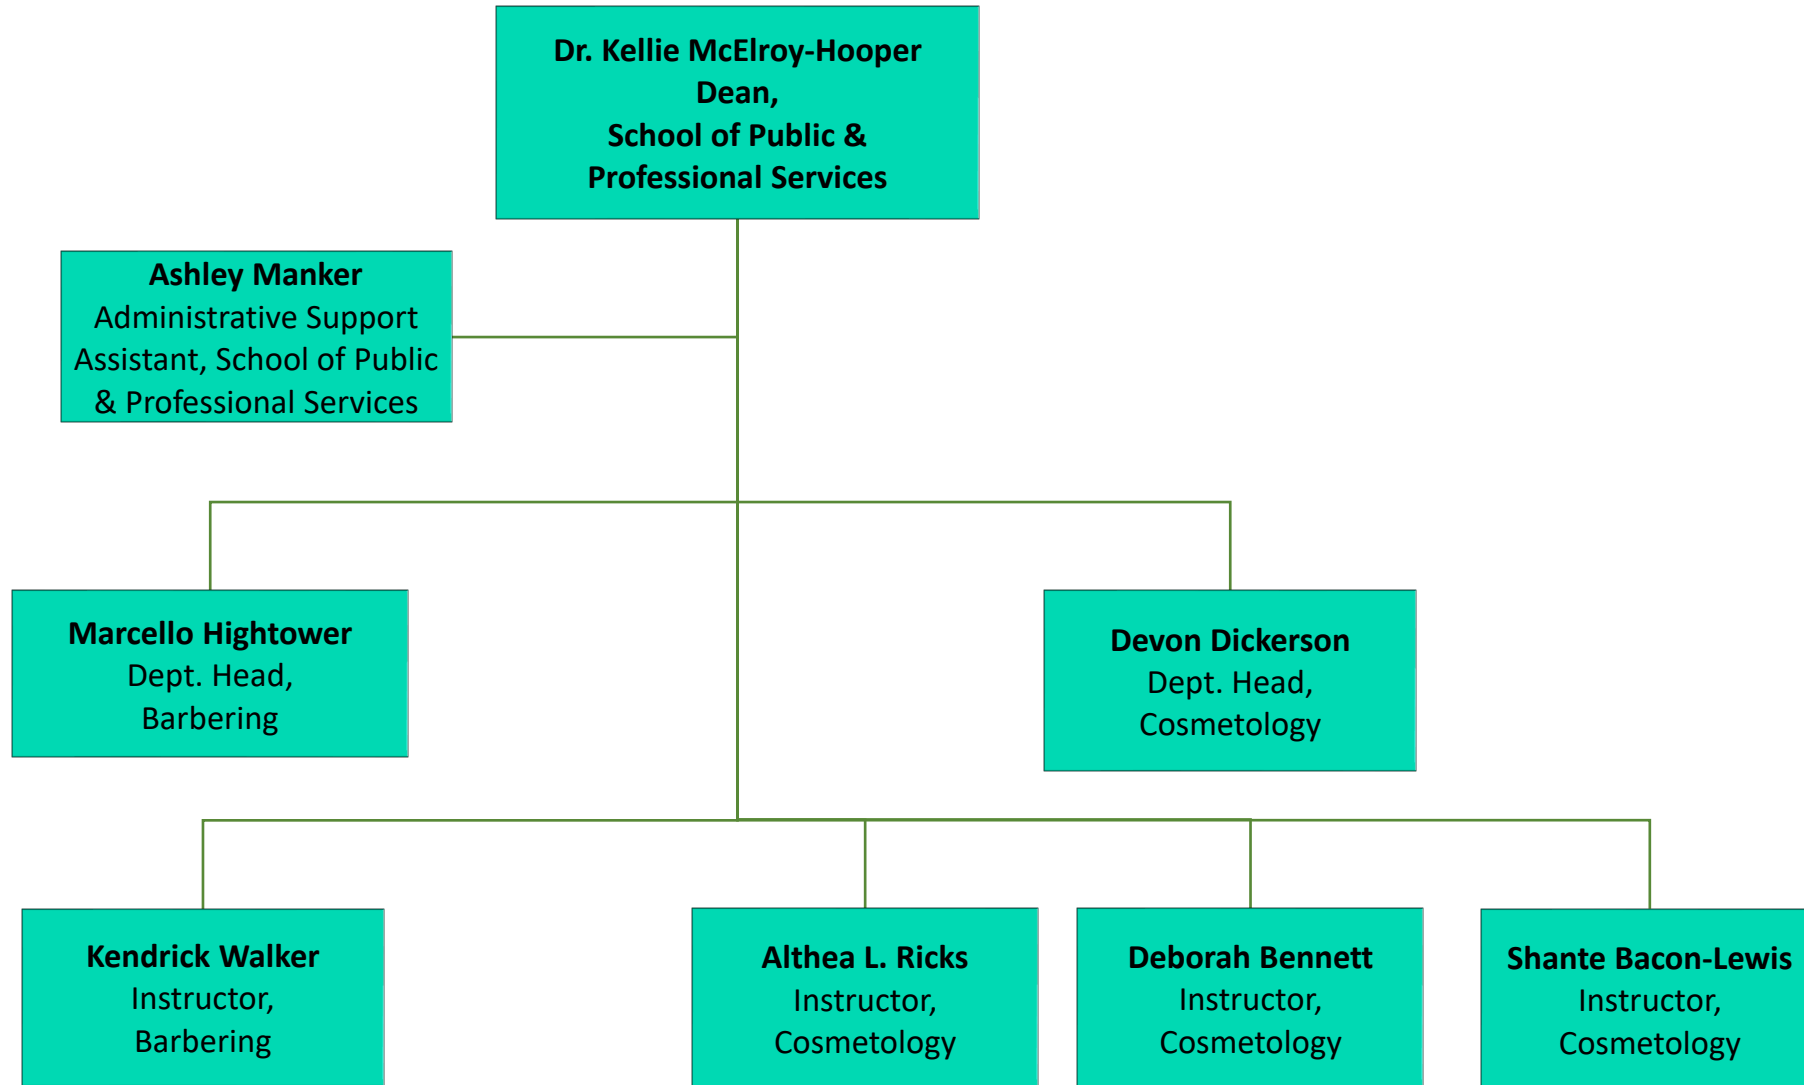 Dr. Kellie McElroy-Hooper
Dean,
School of Public &
Professional Services
Ashley Manker
Administrative Support
Assistant, School of Public
& Professional Services
Marcello Hightower
Dept. Head,
Barbering
Devon Dickerson
Dept. Head,
Cosmetology
Kendrick Walker
Instructor,
Barbering
Althea L. Ricks
Instructor,
Cosmetology
Deborah Bennett
Instructor,
Cosmetology
Shante Bacon-Lewis
Instructor,
Cosmetology